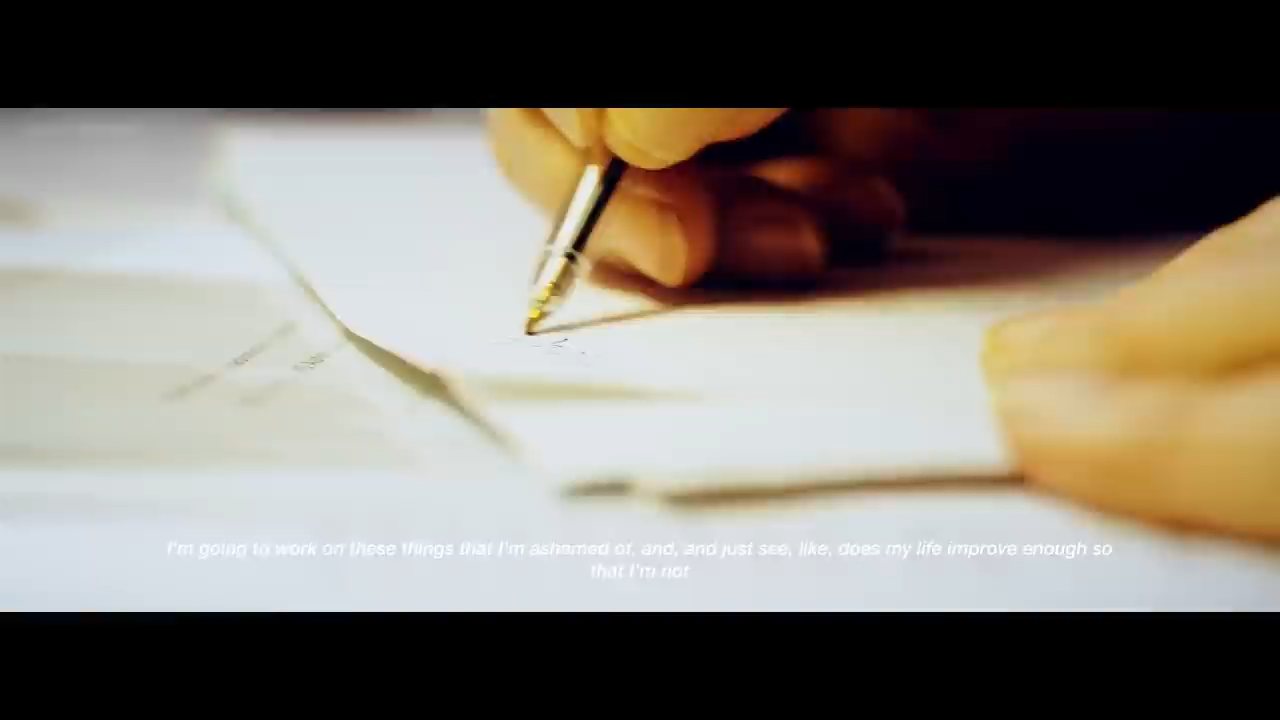 I'm going to work on these things that I'm ashamed of, and, and just see, like, does my life improve enough so
that I'm not